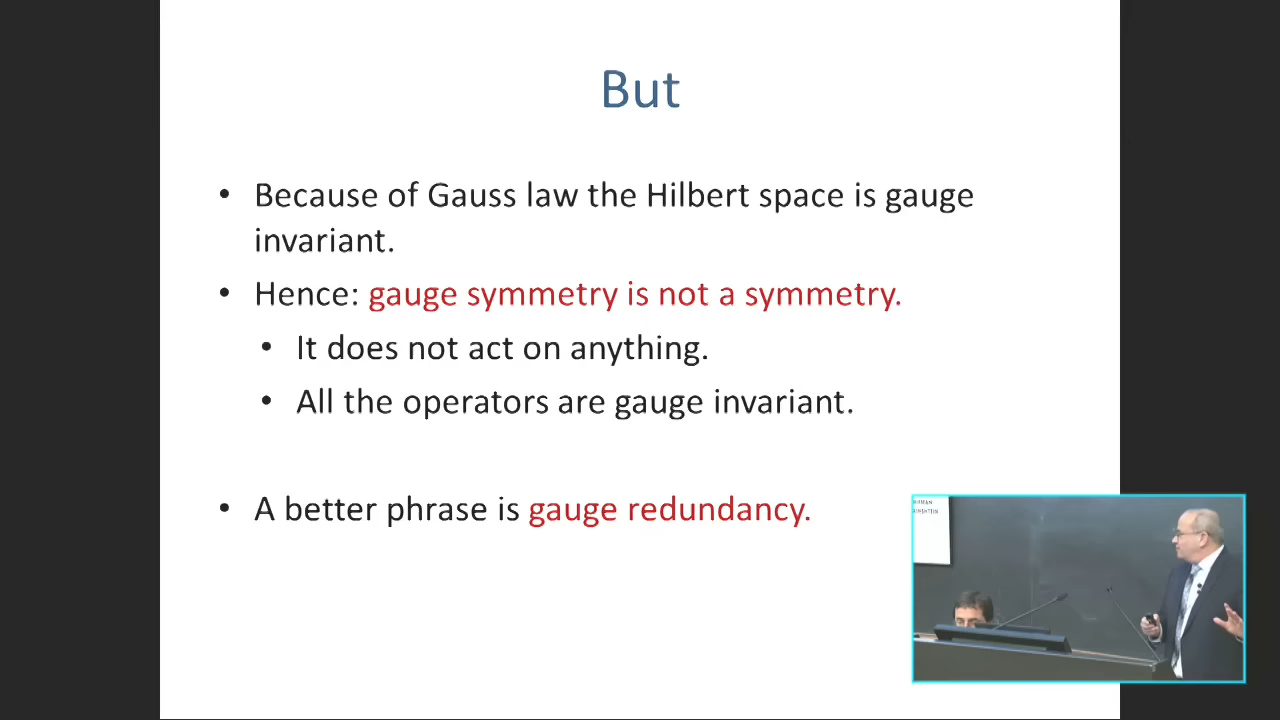 But
• Because of Gauss law the Hilbert space is gauge
invariant.
• Hence: gauge symmetry is not a symmetry.
• It does not act on anything.
• All the operators are gauge invariant.
• A better phrase is gauge redundancy.